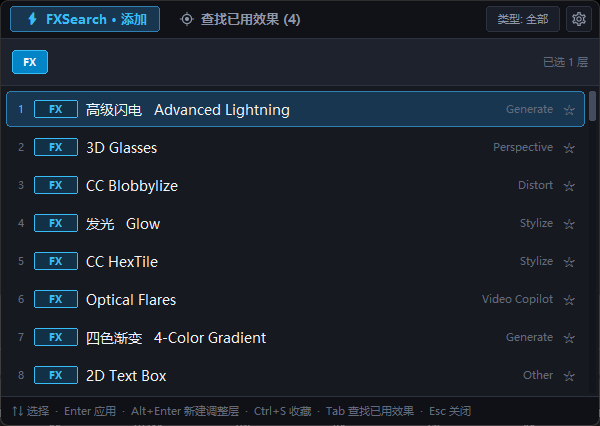 FXSearch • 添加 查找已用效果 (4) 类型: 全部
FX 已选 1 层
1 FX 高级闪电 Advanced Lightning Generate
2 FX 3D Glasses Perspective
3 FX CC Blobbylize Distort
4 FX 发光 Glow Stylize
5 FX CC HexTile Stylize
6 FX Optical Flares Video Copilot
7 FX 四色渐变 4-Color Gradient Generate
8 FX 2D Text Box Other
↑↓ 选择 · Enter 应用 · Alt+Enter 新建调整层 · Ctrl+S 收藏 · Tab 查找已用效果 · Esc 关闭